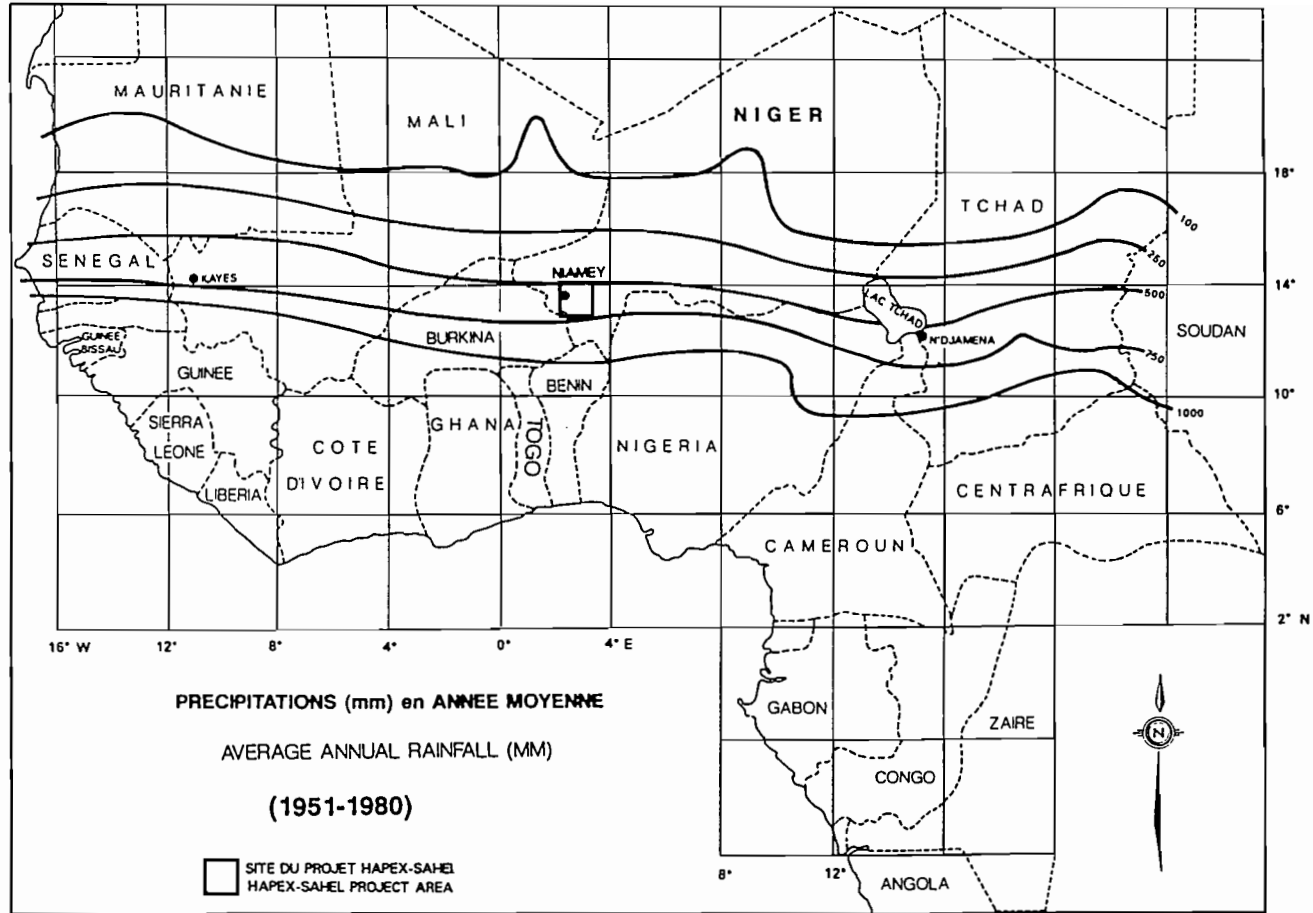 MAURITANIE
MALI
NIGER
18°
TCHAD
100
SENEGAL
250
KAYES
NIAMEY
14°
LAC TCHAD
500
GUINEE
BISSAU
BURKINA
N'DJAMENA
SOUDAN
750
GUINEE
BENIN
10°
1000
SIERRA
LEONE
GHANA
TOGO
NIGERIA
COTE
D'IVOIRE
LIBERIA
CENTRAFRIQUE
6°
CAMEROUN
2° N
16° W
12°
8°
4°
0°
4° E
PRECIPITATIONS (mm) en ANNEE MOYENNE
AVERAGE ANNUAL RAINFALL (MM)
(1951-1980)
GABON
ZAIRE
N
CONGO
SITE DU PROJET HAPEX-SAHEL
HAPEX-SAHEL PROJECT AREA
8°
12°
ANGOLA